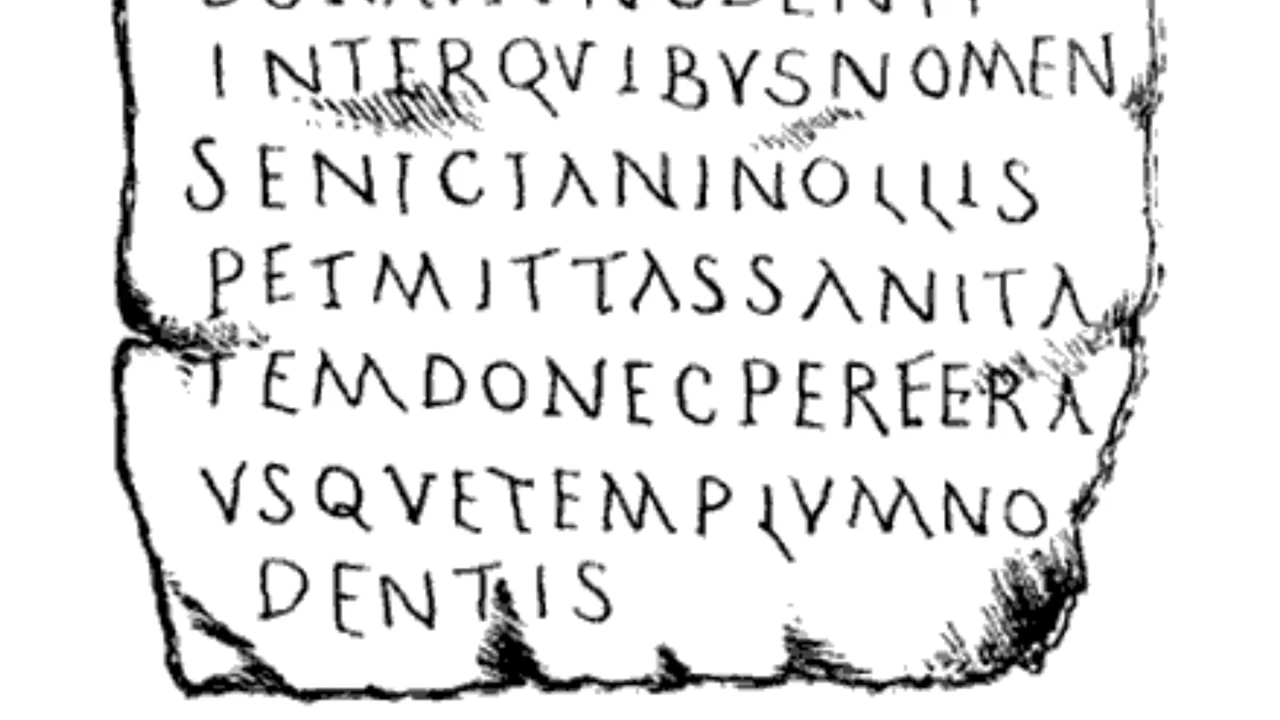 INTERQVIBVSNOMEN
SENICIANINOLLIS
PETMITTASSANITA
TEMDONECPERFERA
VSQVETEMPLVMNO
DENTIS